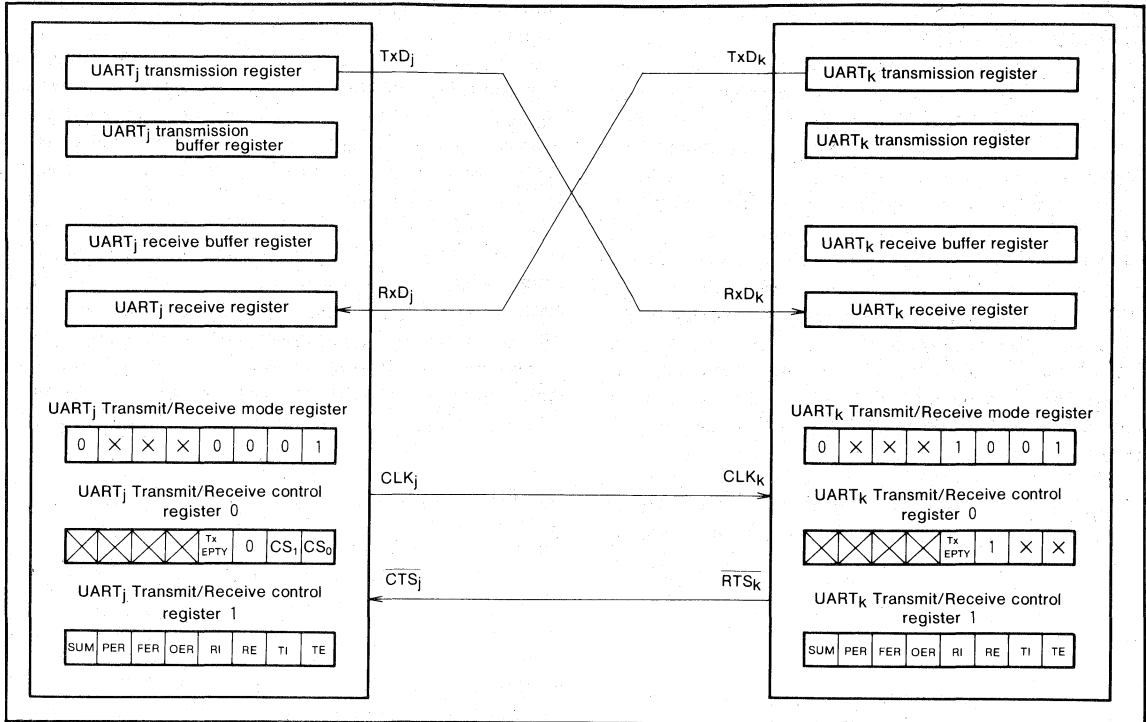 TxDj
TxDk
UARTj transmission register
UARTk transmission register
UARTj transmission
buffer register
UARTk transmission register
UARTj receive buffer register
UARTk receive buffer register
RxDj
RxDk
UARTj receive register
UARTk receive register
UARTj Transmit/Receive mode register
0 × × × 0 0 0 1
UARTk Transmit/Receive mode register
0 × × × 1 0 0 1
CLKj
CLKk
UARTj Transmit/Receive control
register 0
Tx
EPTY 0 CS1 CS0
UARTk Transmit/Receive control
register 0
Tx
EPTY 1 × ×
CTSj
RTSk
UARTj Transmit/Receive control
register 1
SUM PER FER OER RI RE TI TE
UARTk Transmit/Receive control
register 1
SUM PER FER OER RI RE TI TE